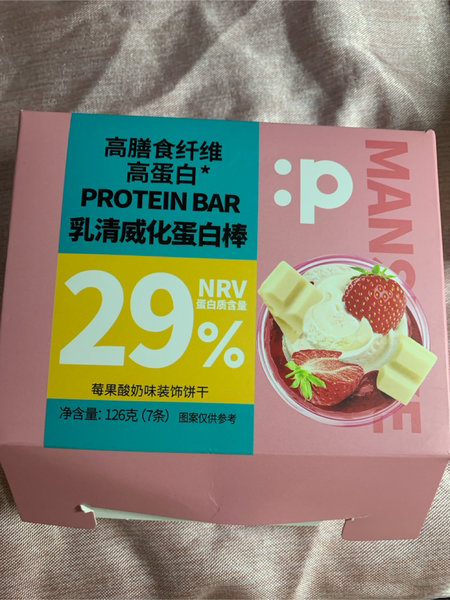 高膳食纤维
高蛋白*
PROTEIN BAR
乳清威化蛋白棒
29%
NRV
蛋白质含量
莓果酸奶味装饰饼干
净含量: 126克 (7条) 图案仅供参考
:p